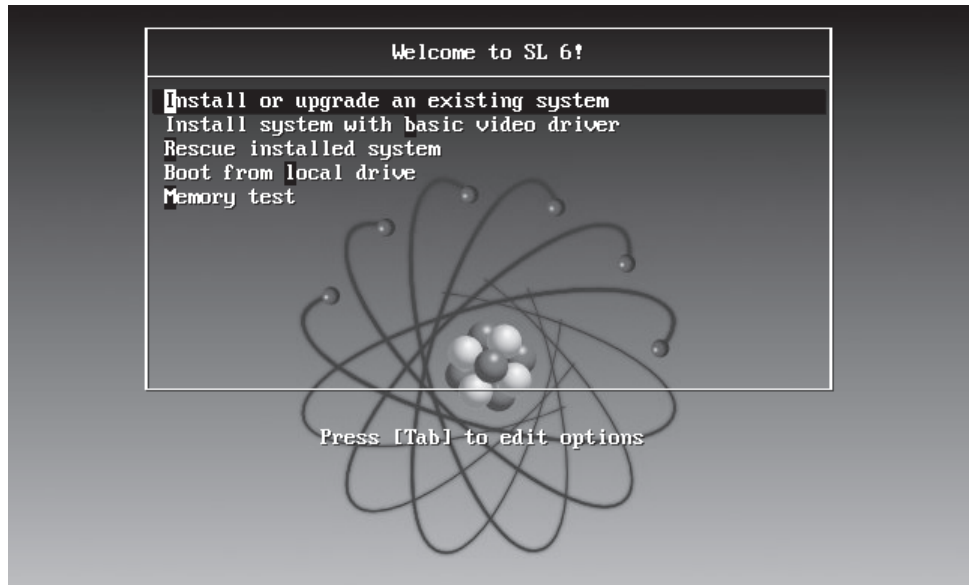 Welcome to SL 6!
Install or upgrade an existing system
Install system with basic video driver
Rescue installed system
Boot from local drive
Memory test
Press [Tab] to edit options